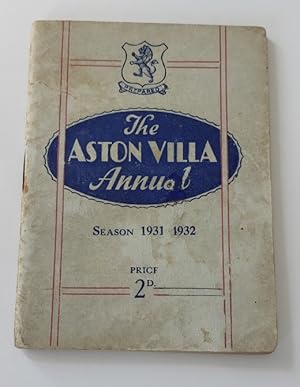 PREPARED
The
ASTON VILLA
Annual
SEASON 1931 1932
PRICE
2D.